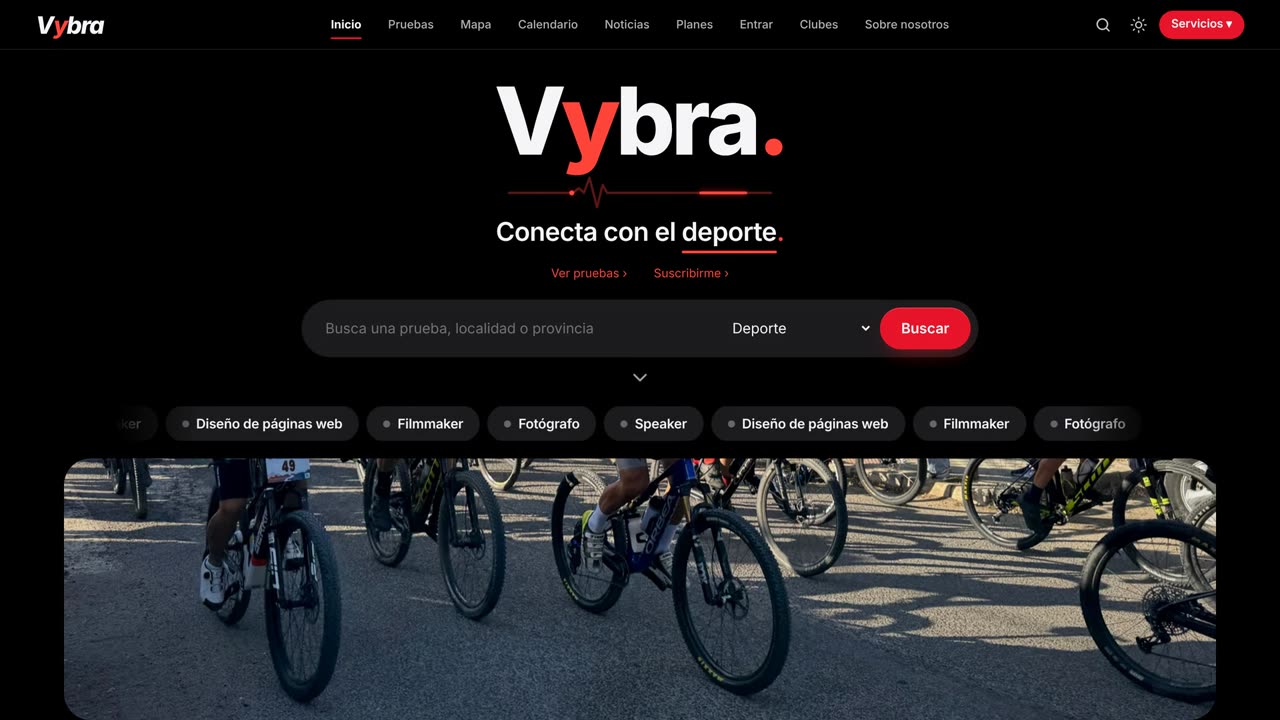 Vybra
Inicio
Pruebas
Mapa
Calendario
Noticias
Planes
Entrar
Clubes
Sobre nosotros
Servicios ▾
Vybra.
Conecta con el deporte.
Ver pruebas ›
Suscribirme ›
Busca una prueba, localidad o provincia
Deporte
Buscar
ker
Diseño de páginas web
Filmmaker
Fotógrafo
Speaker
Diseño de páginas web
Filmmaker
Fotógrafo
49